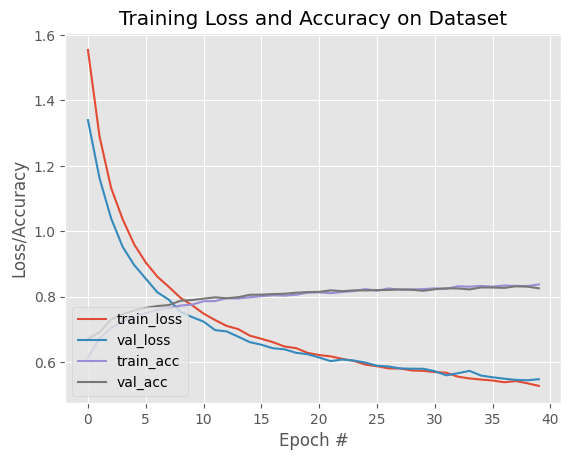 Training Loss and Accuracy on Dataset
Loss/Accuracy
1.6
1.4
1.2
1.0
0.8
0.6
train_loss
val_loss
train_acc
val_acc
0 5 10 15 20 25 30 35 40
Epoch #